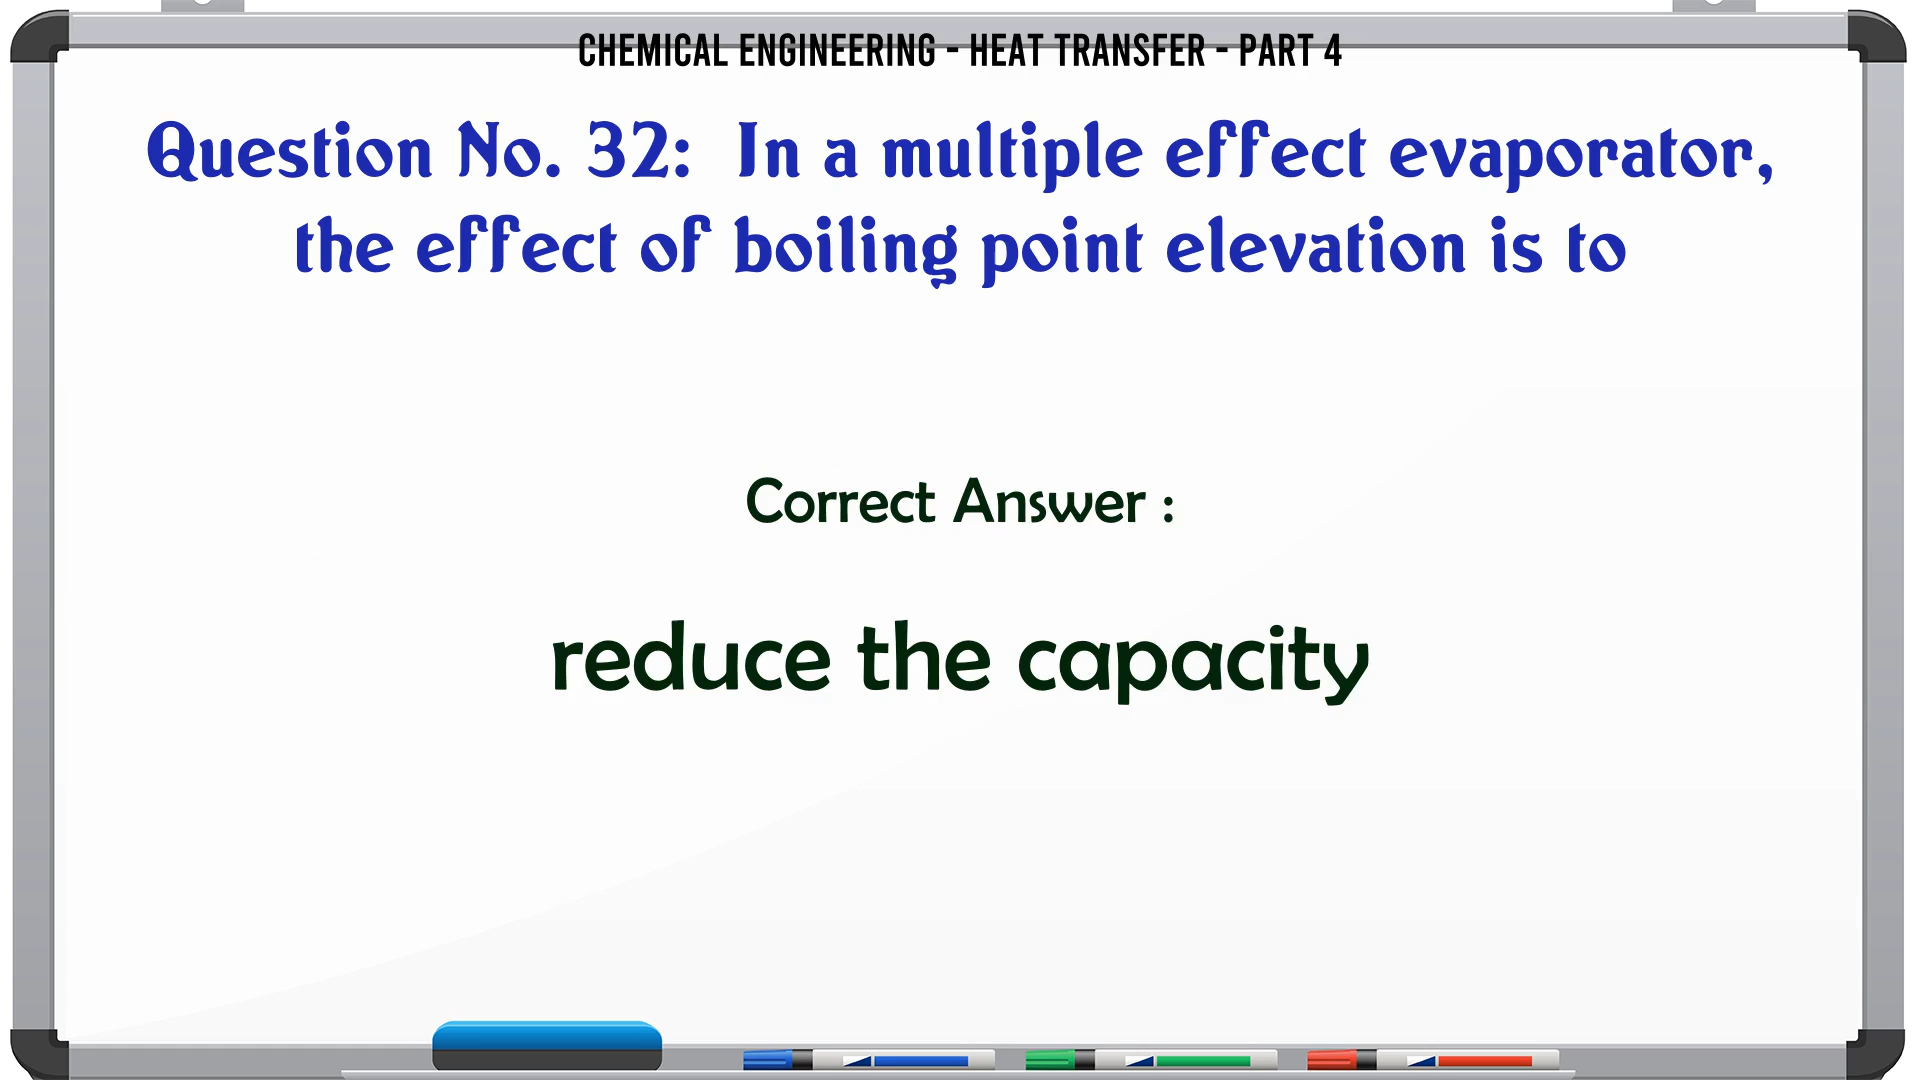 CHEMICAL ENGINEERING - HEAT TRANSFER - PART 4
Question No. 32: In a multiple effect evaporator,
the effect of boiling point elevation is to
Correct Answer :
reduce the capacity